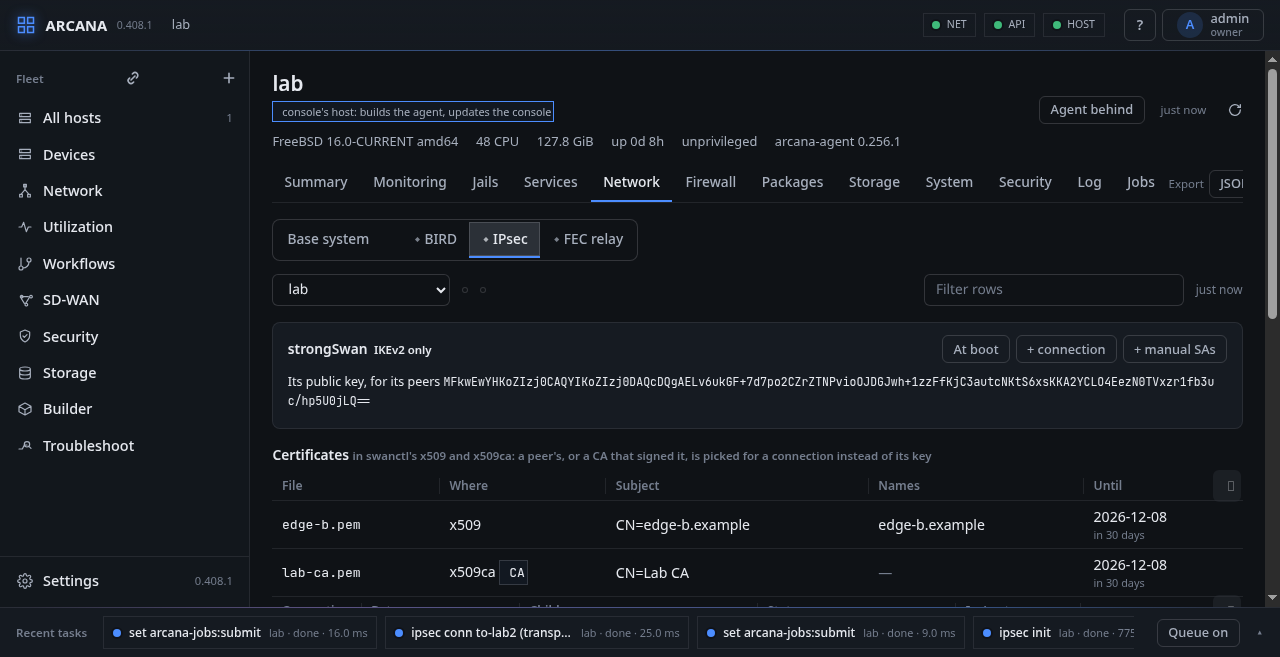 ARCANA 0.408.1 lab NET API HOST ? A admin
owner
Fleet
All hosts 1
Devices
Network
Utilization
Workflows
SD-WAN
Security
Storage
Builder
Troubleshoot
Settings 0.408.1
lab
console's host: builds the agent, updates the console
Agent behind just now
FreeBSD 16.0-CURRENT amd64 48 CPU 127.8 GiB up 0d 8h unprivileged arcana-agent 0.256.1
Summary Monitoring Jails Services Network Firewall Packages Storage System Security Log Jobs Export JSO
Base system BIRD IPsec FEC relay
lab Filter rows just now
strongSwan IKEv2 only At boot + connection + manual SAs
Its public key, for its peers MFkwEwYHKoZIzj0CAQYIKoZIzj0DAQcDQgAELv6ukGF+7d7po2CZrZTNPvioOJDGJwh+1zzFfKjC3autcNKtS6xsKKA2YCLO4EezN0TVxzr1fb3u
c/hp5U0jLQ==
Certificates in swanctl's x509 and x509ca: a peer's, or a CA that signed it, is picked for a connection instead of its key
File Where Subject Names Until
edge-b.pem x509 CN=edge-b.example edge-b.example 2026-12-08
in 30 days
lab-ca.pem x509ca CA CN=Lab CA — 2026-12-08
in 30 days
Recent tasks set arcana-jobs:submit lab · done · 16.0 ms ipsec conn to-lab2 (transp... lab · done · 25.0 ms set arcana-jobs:submit lab · done · 9.0 ms ipsec init lab · done · 775 Queue on